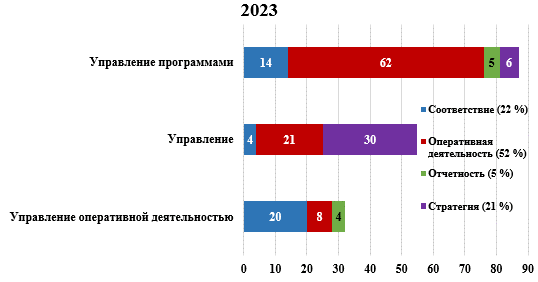 2023
Управление программами
14 62 5 6
Соответствие (22 %)
Управление
4 21 30
Оперативная
деятельность (52 %)
Отчетность (5 %)
Управление оперативной деятельностью
20 8 4
Стратегия (21 %)
0 10 20 30 40 50 60 70 80 90